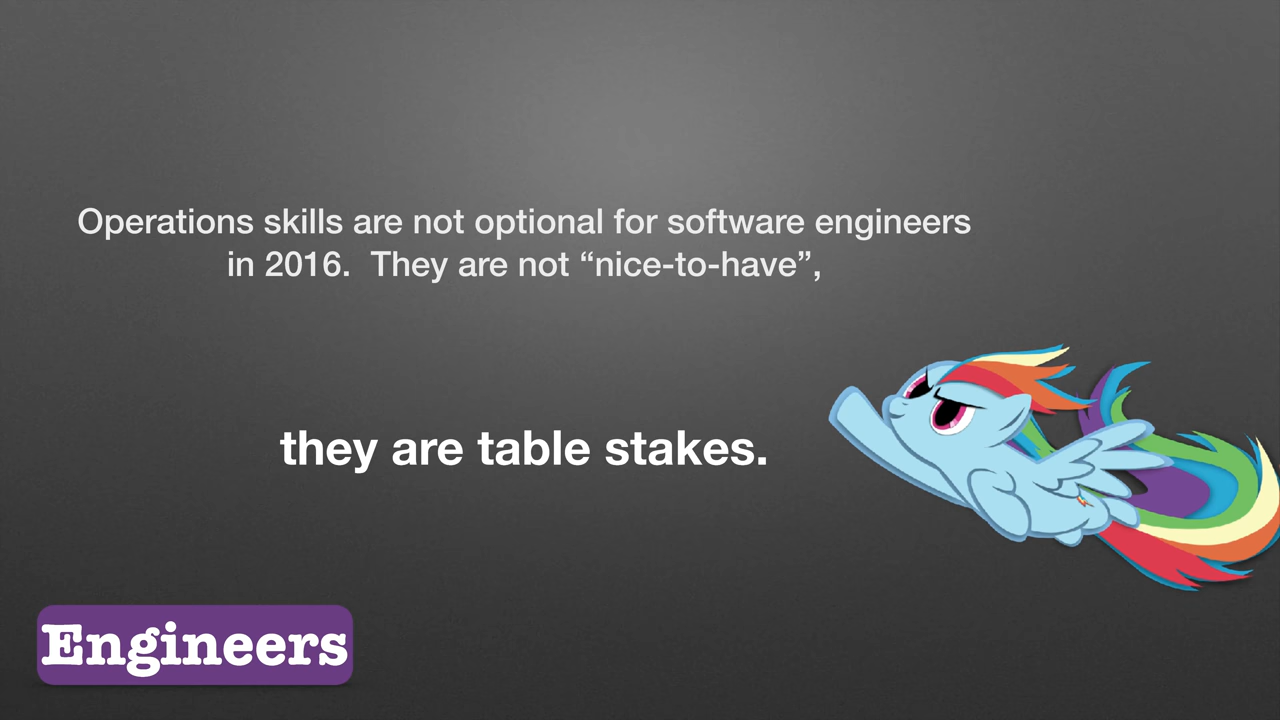 Operations skills are not optional for software engineers
in 2016.  They are not “nice-to-have”,
they are table stakes.
Engineers